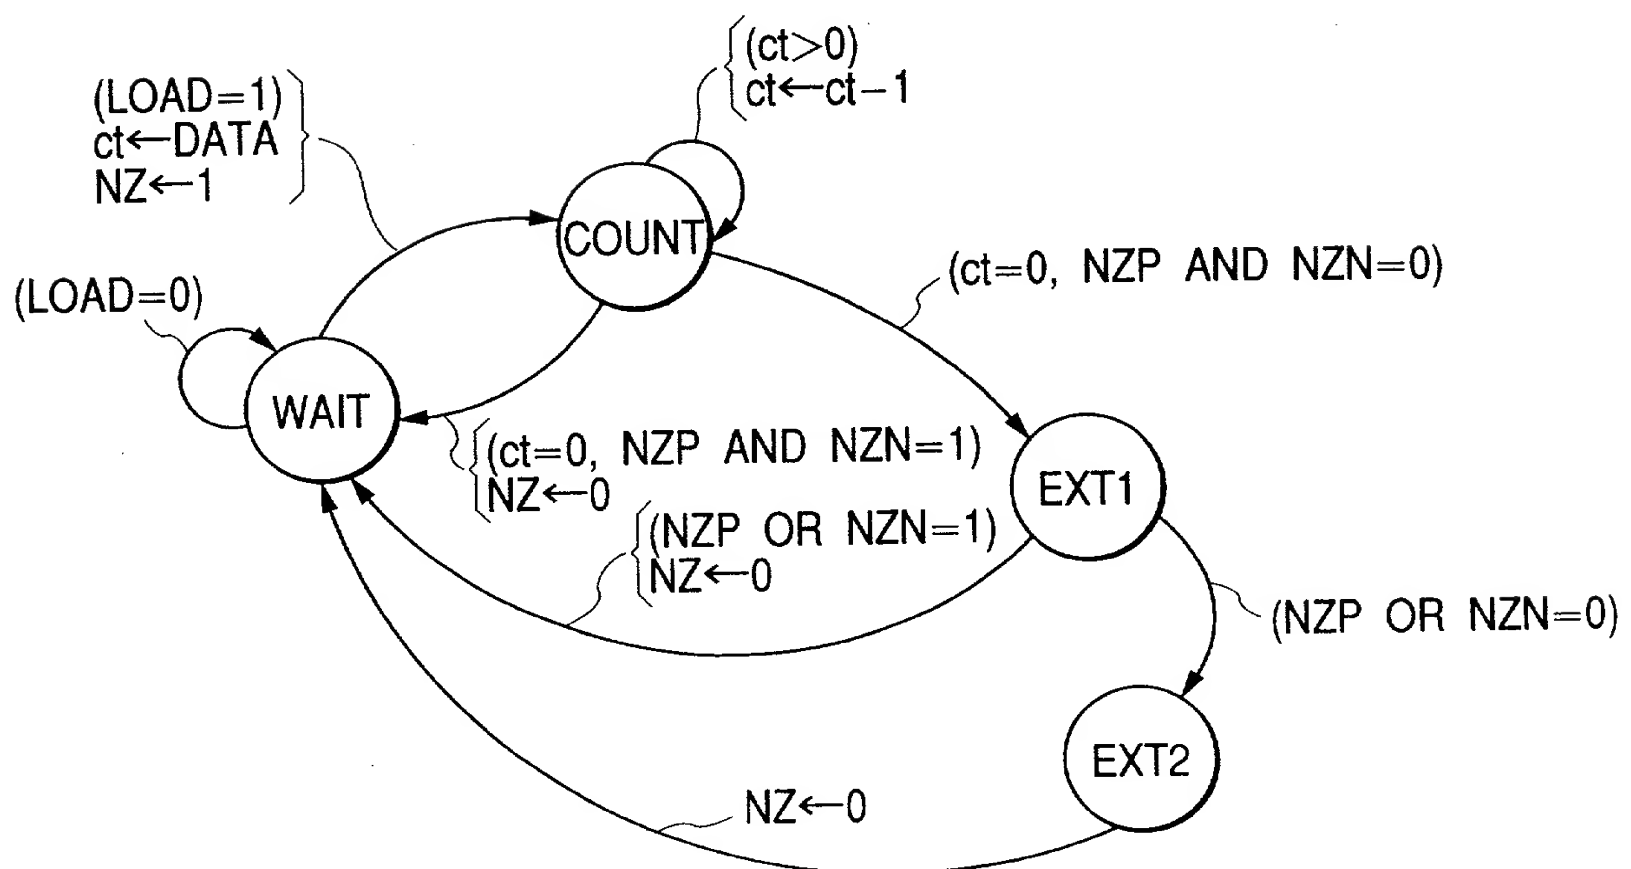 (ct>0)
ct←ct-1
(LOAD=1)
ct←DATA
NZ←1
COUNT
(ct=0, NZP AND NZN=0)
(LOAD=0)
WAIT
(ct=0, NZP AND NZN=1)
NZ←0
EXT1
(NZP OR NZN=1)
NZ←0
(NZP OR NZN=0)
EXT2
NZ←0